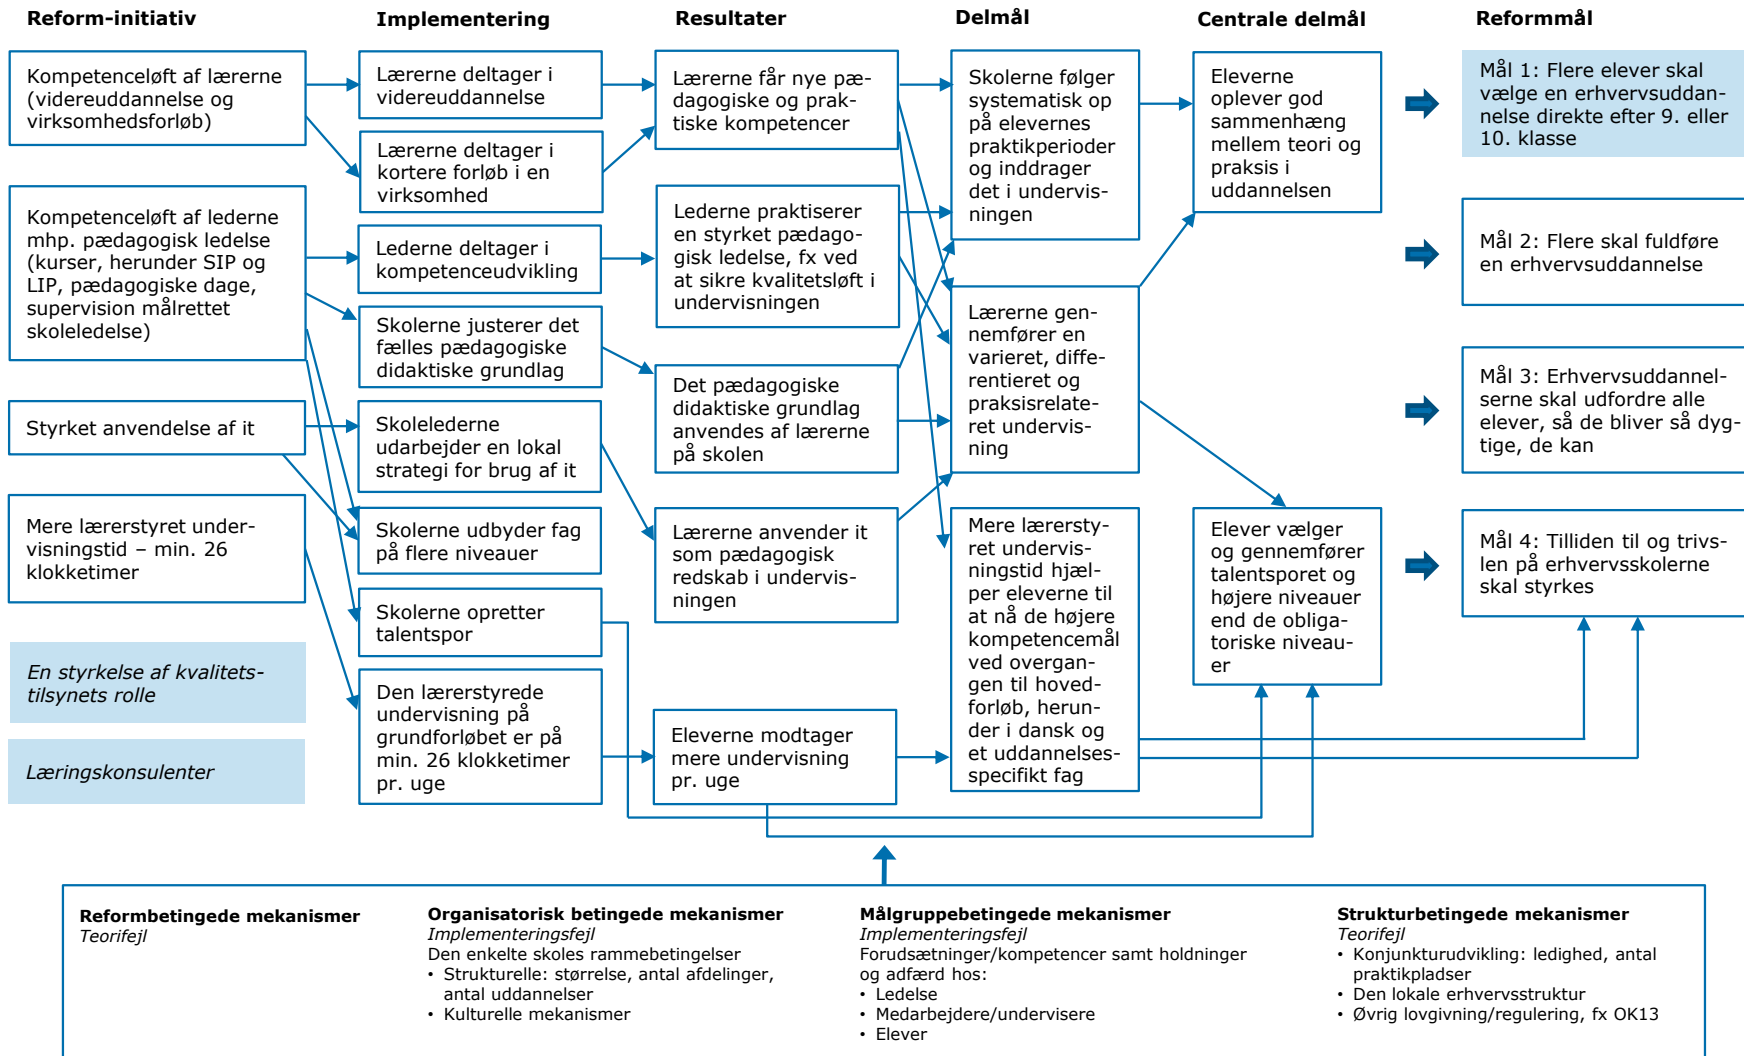 Reform-initiativ
Implementering
Resultater
Delmål
Centrale delmål
Reformmål
Kompetenceløft af lærerne
(videreuddannelse og
virksomhedsforløb)
Kompetenceløft af lederne
mhp. pædagogisk ledelse
(kurser, herunder SIP og
LIP, pædagogiske dage,
supervision målrettet
skoleledelse)
Styrket anvendelse af it
Mere lærerstyret under-
visningstid – min. 26
klokketimer
En styrkelse af kvalitets-
tilsynets rolle
Læringskonsulenter
Lærerne deltager i
videreuddannelse
Lærerne deltager i
kortere forløb i en
virksomhed
Lederne deltager i
kompetenceudvikling
Skolerne justerer det
fælles pædagogiske
didaktiske grundlag
Skolelederne
udarbejder en lokal
strategi for brug af it
Skolerne udbyder fag
på flere niveauer
Skolerne opretter
talentspor
Den lærerstyrede
undervisning på
grundforløbet er på
min. 26 klokketimer
pr. uge
Lærerne får nye pæ-
dagogiske og prak-
tiske kompetencer
Lederne praktiserer
en styrket pædago-
gisk ledelse, fx ved
at sikre kvalitetsløft i
undervisningen
Det pædagogiske
didaktiske grundlag
anvendes af lærerne
på skolen
Lærerne anvender it
som pædagogisk
redskab i undervis-
ningen
Eleverne modtager
mere undervisning
pr. uge
Skolerne følger
systematisk op
på elevernes
praktikperioder
og inddrager
det i undervis-
ningen
Lærerne gen-
nemfører en
varieret, diffe-
rentieret og
praksisrelate-
ret undervis-
ning
Mere lærersty-
ret undervis-
ningstid hjæl-
per eleverne til
at nå de højere
kompetencemål
ved overgan-
gen til hoved-
forløb, herun-
der i dansk og
et uddannelses-
specifikt fag
Eleverne
oplever god
sammenhæng
mellem teori og
praksis i
uddannelsen
Elever vælger
og gennemfører
talentsporet og
højere niveauer
end de obliga-
toriske niveau-
er
Mål 1: Flere elever skal
vælge en erhvervsuddan-
nelse direkte efter 9. eller
10. klasse
Mål 2: Flere skal fuldføre
en erhvervsuddannelse
Mål 3: Erhvervsuddannel-
serne skal udfordre alle
elever, så de bliver så dyg-
tige, de kan
Mål 4: Tilliden til og trivs-
len på erhvervsskolerne
skal styrkes
Reformbetingede mekanismer
Teorifejl
Organisatorisk betingede mekanismer
Implementeringsfejl
Den enkelte skoles rammebetingelser
• Strukturelle: størrelse, antal afdelinger,
antal uddannelser
• Kulturelle mekanismer
Målgruppebetingede mekanismer
Implementeringsfejl
Forudsætninger/kompetencer samt holdninger
og adfærd hos:
• Ledelse
• Medarbejdere/undervisere
• Elever
Strukturbetingede mekanismer
Teorifejl
• Konjunkturudvikling: ledighed, antal
praktikpladser
• Den lokale erhvervsstruktur
• Øvrig lovgivning/regulering, fx OK13